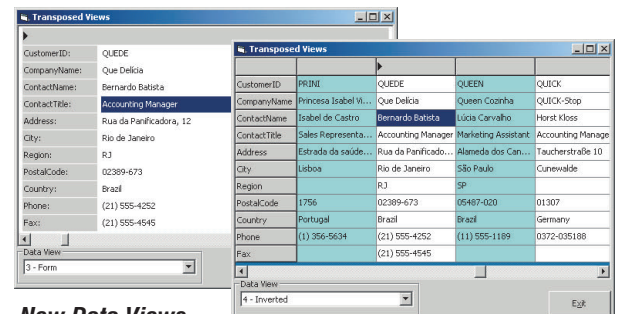 Transposed Views
CustomerID: QUEDE
CompanyName: Que Delícia
ContactName: Bernardo Batista
ContactTitle: Accounting Manager
Address: Rua da Panificadora, 12
City: Rio de Janeiro
Region: RJ
PostalCode: 02389-673
Country: Brazil
Phone: (21) 555-4252
Fax: (21) 555-4545
Data View
3 - Form
Transposed Views
CustomerID PRINI QUEDE QUEEN QUICK
CompanyName Princesa Isabel Vi... Que Delícia Queen Cozinha QUICK-Stop
ContactName Isabel de Castro Bernardo Batista Lúcia Carvalho Horst Kloss
ContactTitle Sales Representa... Accounting Manager Marketing Assistant Accounting Manage
Address Estrada da saúde... Rua da Panificado... Alameda dos Can... Taucherstraße 10
City Lisboa Rio de Janeiro São Paulo Cunewalde
Region RJ SP
PostalCode 1756 02389-673 05487-020 01307
Country Portugal Brazil Brazil Germany
Phone (1) 356-5634 (21) 555-4252 (11) 555-1189 0372-035188
Fax (21) 555-4545
Data View
4 - Inverted
Exit
New Data Views